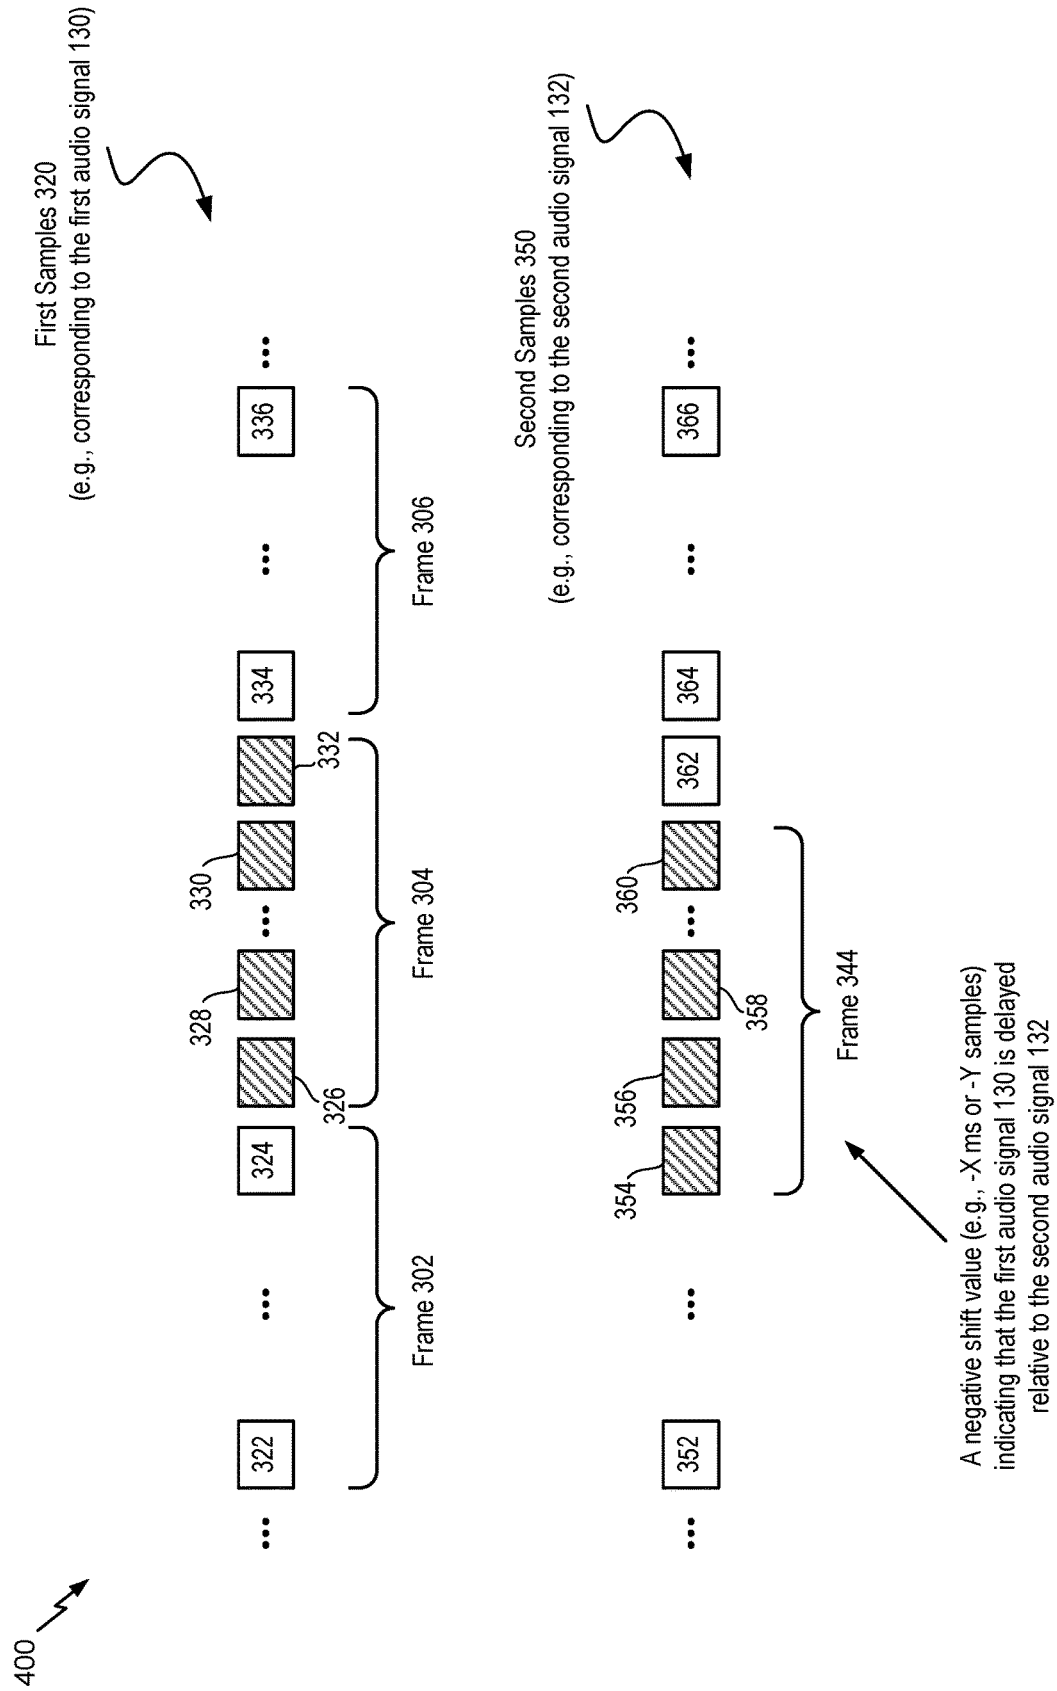 400
First Samples 320
(e.g., corresponding to the first audio signal 130)
...
322
...
324
326
328
...
330
332
334
...
336
...
Frame 302
Frame 304
Frame 306
Second Samples 350
(e.g., corresponding to the second audio signal 132)
...
352
...
354
356
358
...
360
362
364
...
366
...
Frame 344
A negative shift value (e.g., -X ms or -Y samples)
indicating that the first audio signal 130 is delayed
relative to the second audio signal 132